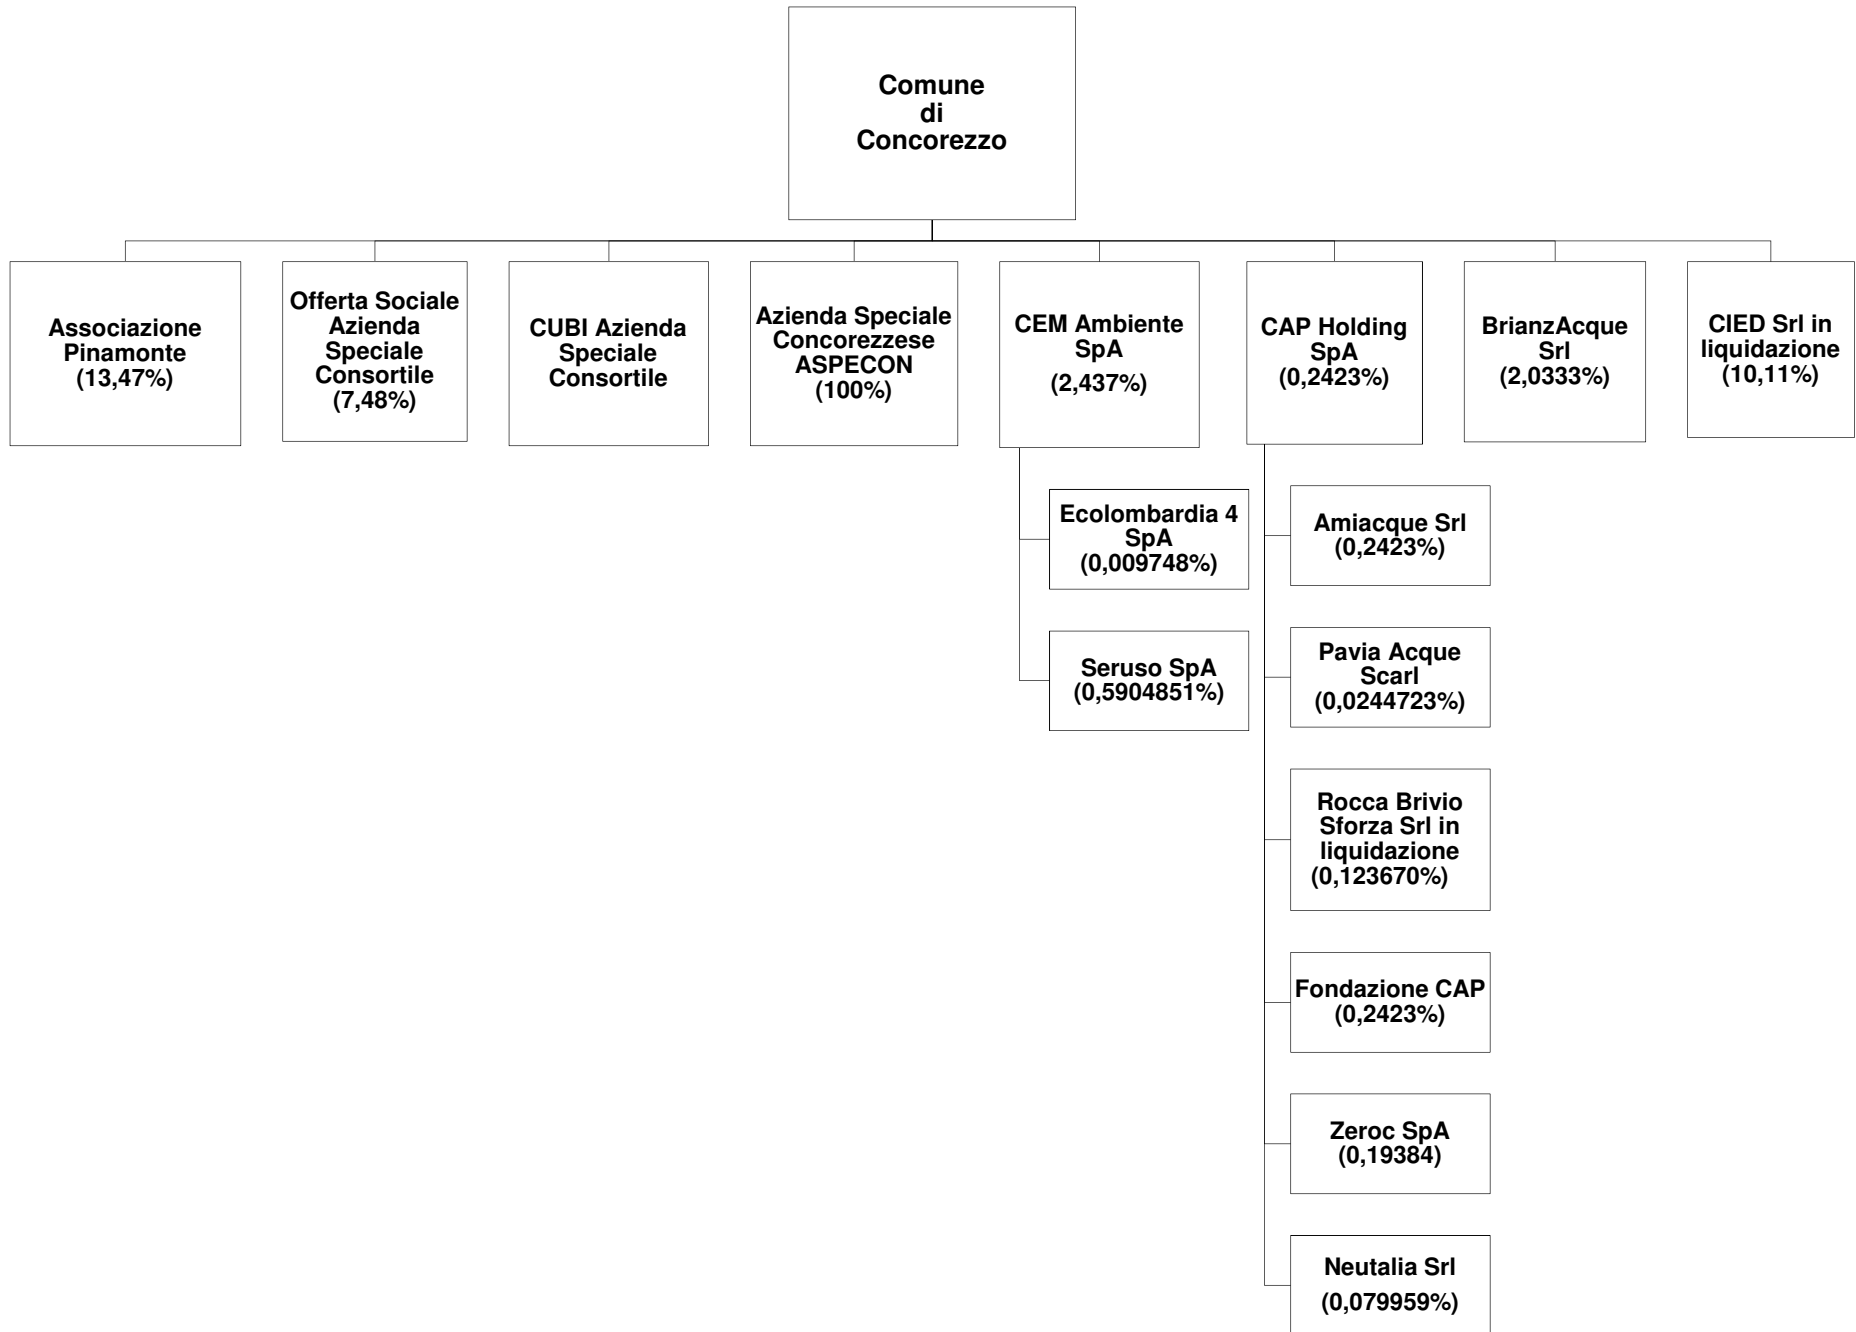 Comune
di
Concorezzo
Associazione
Pinamonte
(13,47%)
Offerta Sociale
Azienda
Speciale
Consortile
(7,48%)
CUBI Azienda
Speciale
Consortile
Azienda Speciale
Concorezzese
ASPECON
(100%)
CEM Ambiente
SpA
(2,437%)
CAP Holding
SpA
(0,2423%)
BrianzAcque
Srl
(2,0333%)
CIED Srl in
liquidazione
(10,11%)
Ecolombardia 4
SpA
(0,009748%)
Seruso SpA
(0,5904851%)
Amiacque Srl
(0,2423%)
Pavia Acque
Scarl
(0,0244723%)
Rocca Brivio
Sforza Srl in
liquidazione
(0,123670%)
Fondazione CAP
(0,2423%)
Zeroc SpA
(0,19384)
Neutalia Srl
(0,079959%)